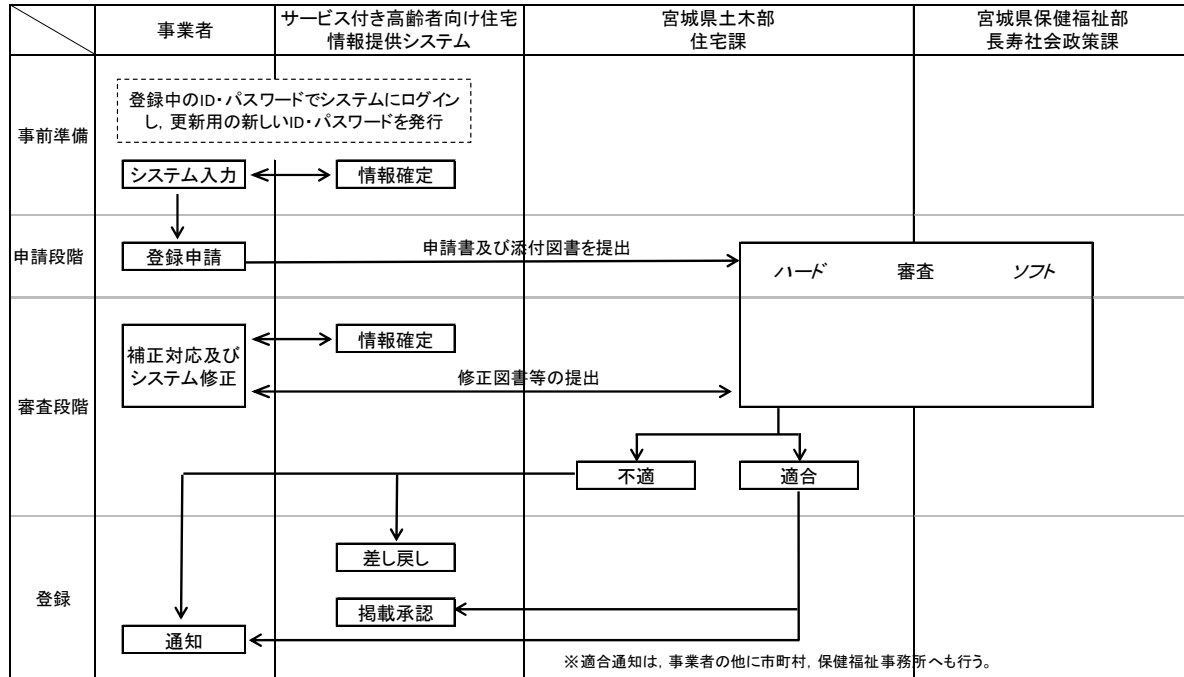 事業者
サービス付き高齢者向け住宅
情報提供システム
宮城県土木部
住宅課
宮城県保健福祉部
長寿社会政策課
事前準備
登録中のID・パスワードでシステムにログイン
し，更新用の新しいID・パスワードを発行
システム入力
情報確定
申請段階
登録申請
申請書及び添付図書を提出
ハード
審査
ソフト
審査段階
補正対応及び
システム修正
情報確定
修正図書等の提出
不適
適合
登録
差し戻し
掲載承認
通知
※適合通知は，事業者の他に市町村，保健福祉事務所へも行う。